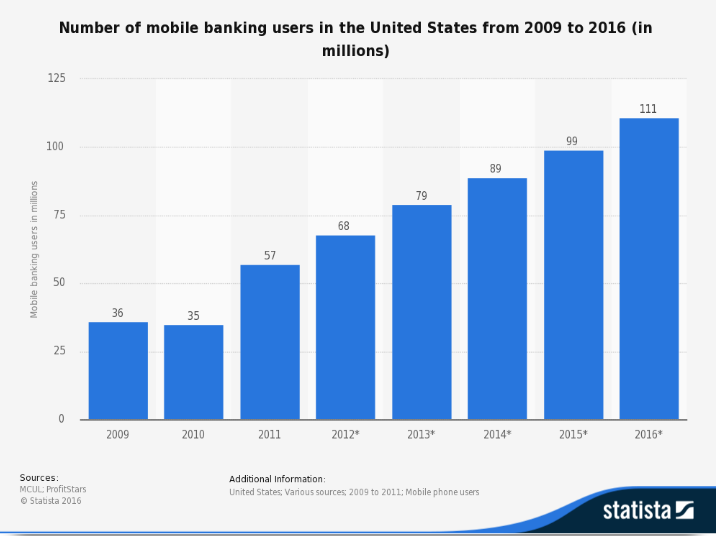 Number of mobile banking users in the United States from 2009 to 2016 (in
millions)
Mobile banking users in millions
125
100
75
50
25
0
36
35
57
68
79
89
99
111
2009
2010
2011
2012*
2013*
2014*
2015*
2016*
Sources:
MCUL; ProfitStars
© Statista 2016
Additional Information:
United States; Various sources; 2009 to 2011; Mobile phone users
statista